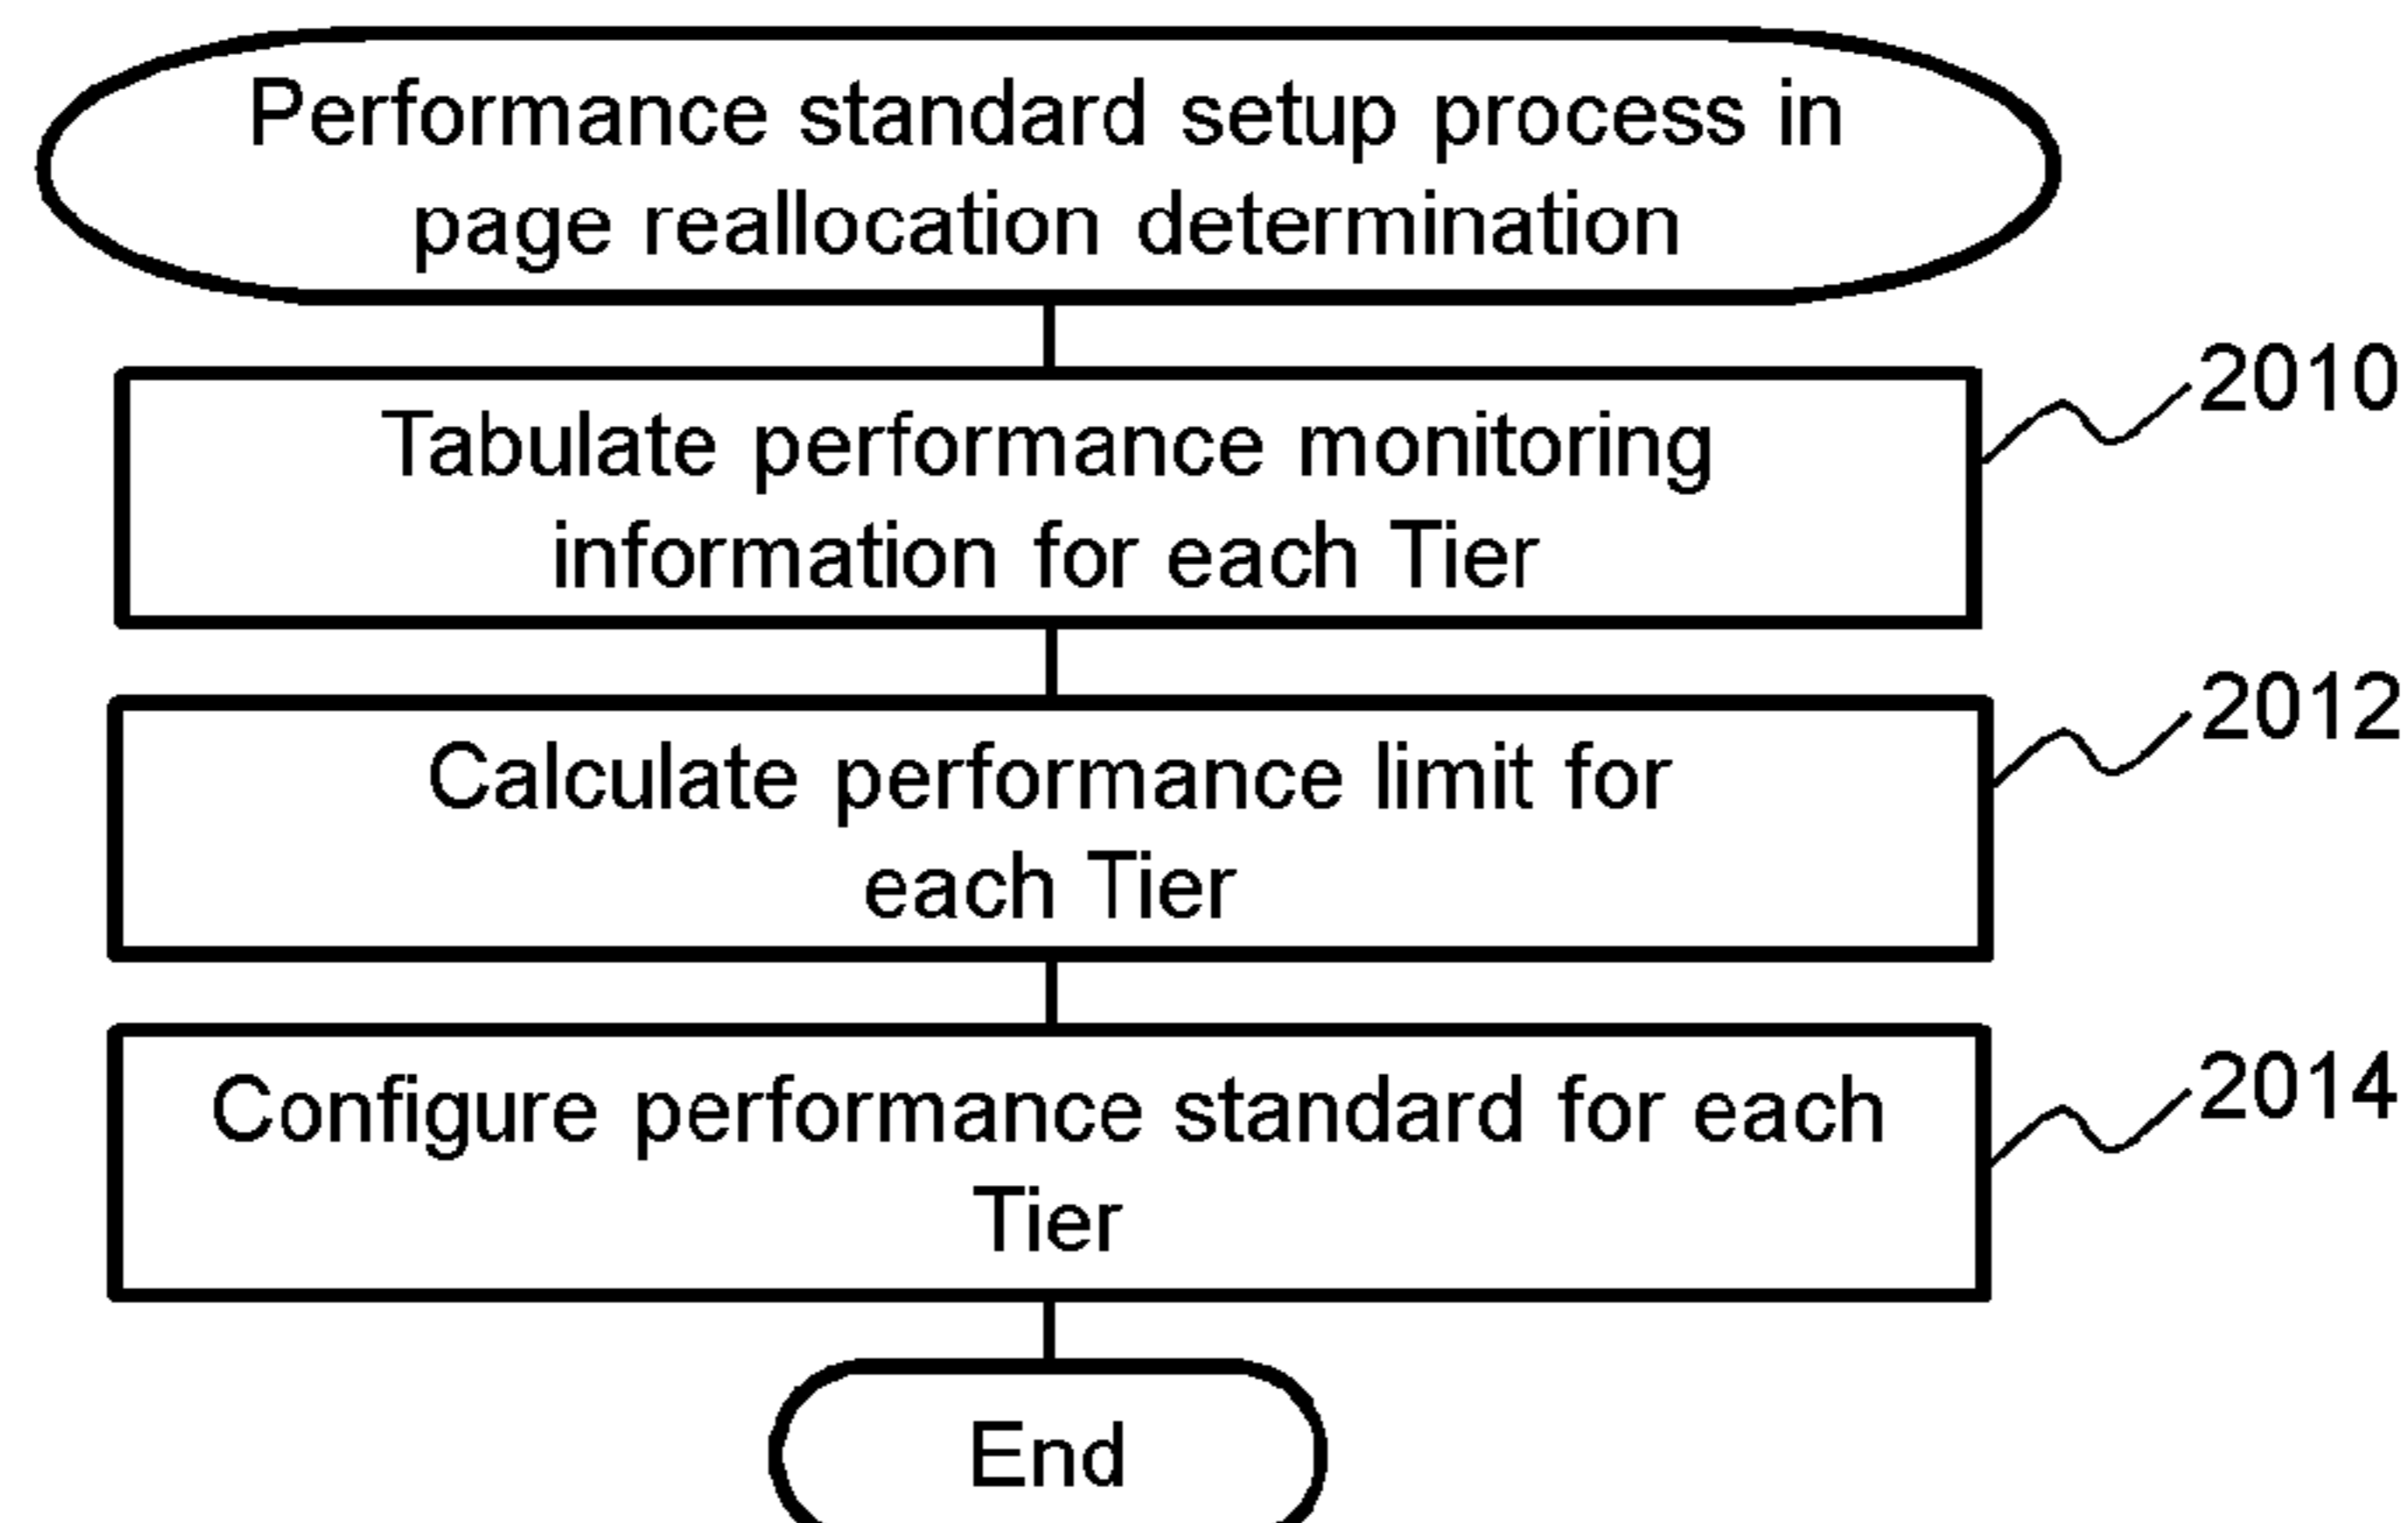 Performance standard setup process in
page reallocation determination
2010
Tabulate performance monitoring
information for each Tier
2012
Calculate performance limit for
each Tier
2014
Configure performance standard for each
Tier
End